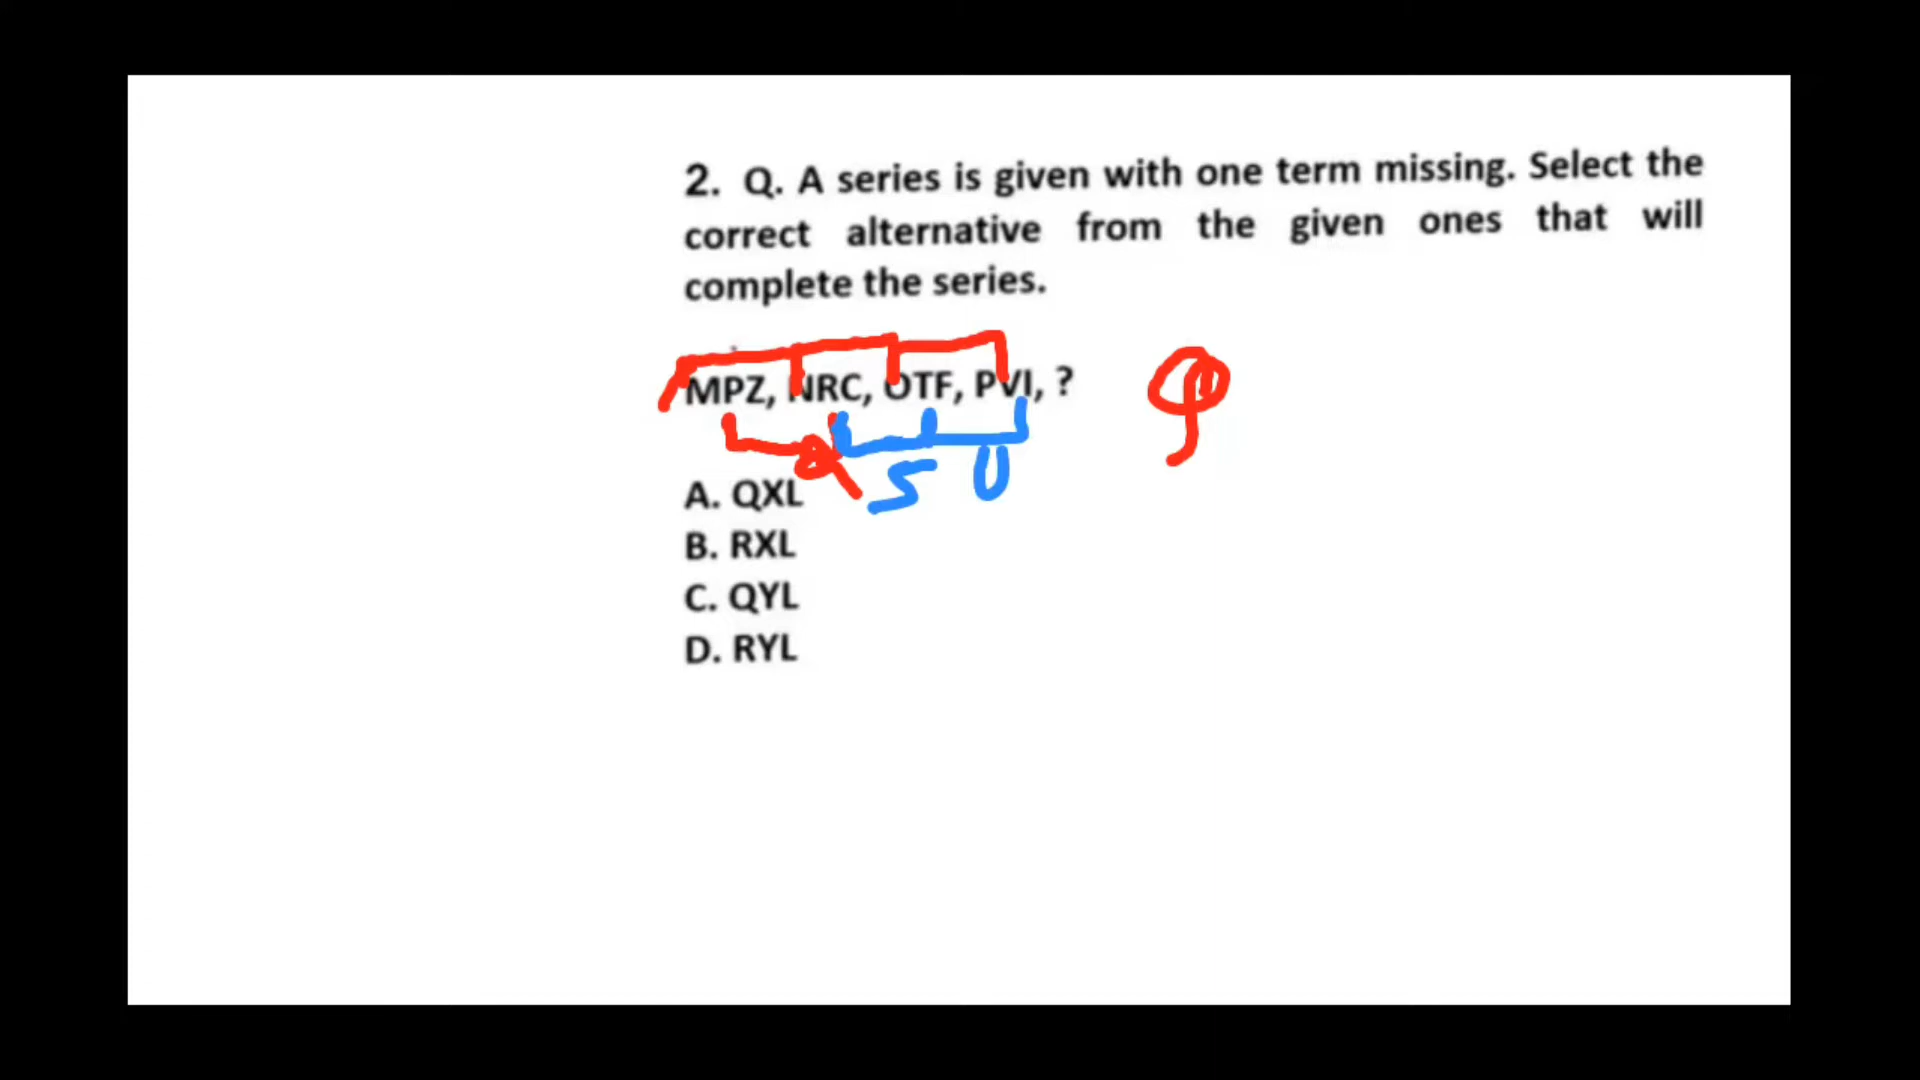 2. Q. A series is given with one term missing. Select the
correct alternative from the given ones that will
complete the series.
MPZ, NRC, OTF, PVI, ? Q
S U
A. QXL
B. RXL
C. QYL
D. RYL